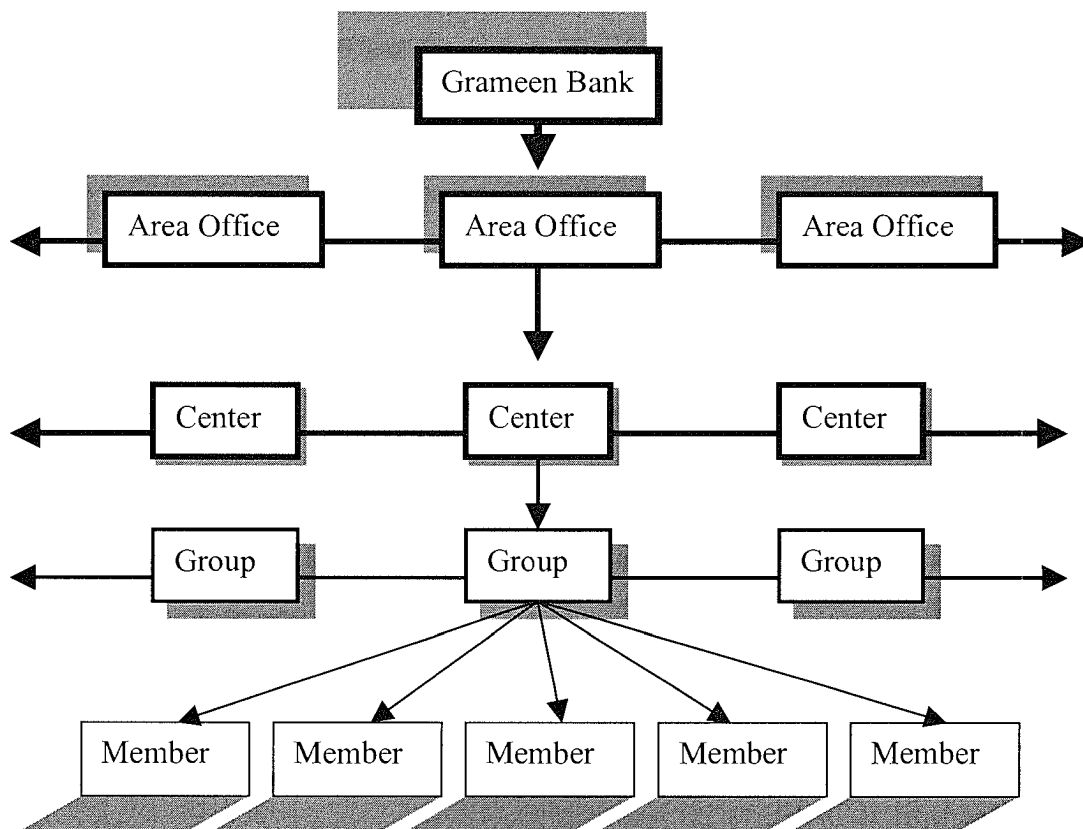 Grameen Bank
Area Office
Area Office
Area Office
Center
Center
Center
Group
Group
Group
Member
Member
Member
Member
Member